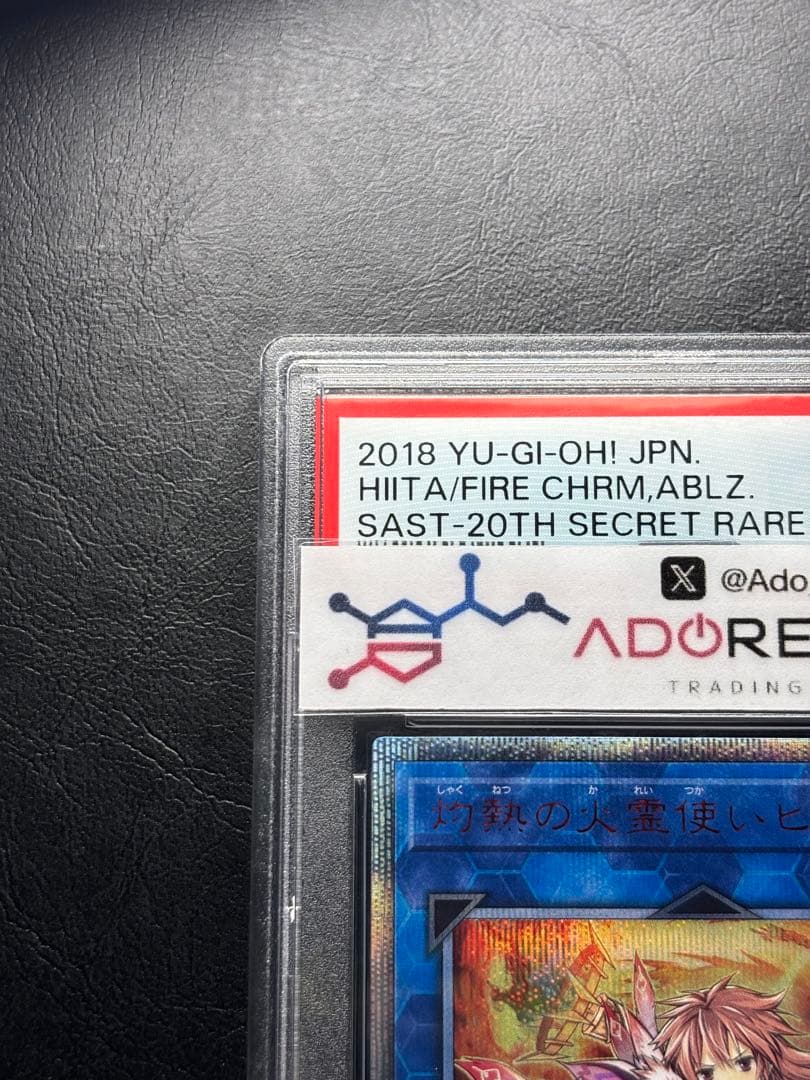 2018 YU-GI-OH! JPN.
HIITA/FIRE CHRM,ABLZ.
SAST-20TH SECRET RARE
X @Ado
ADORE
TRADING
しゃく ねつ か れい つか
灼熱の火霊使いヒ